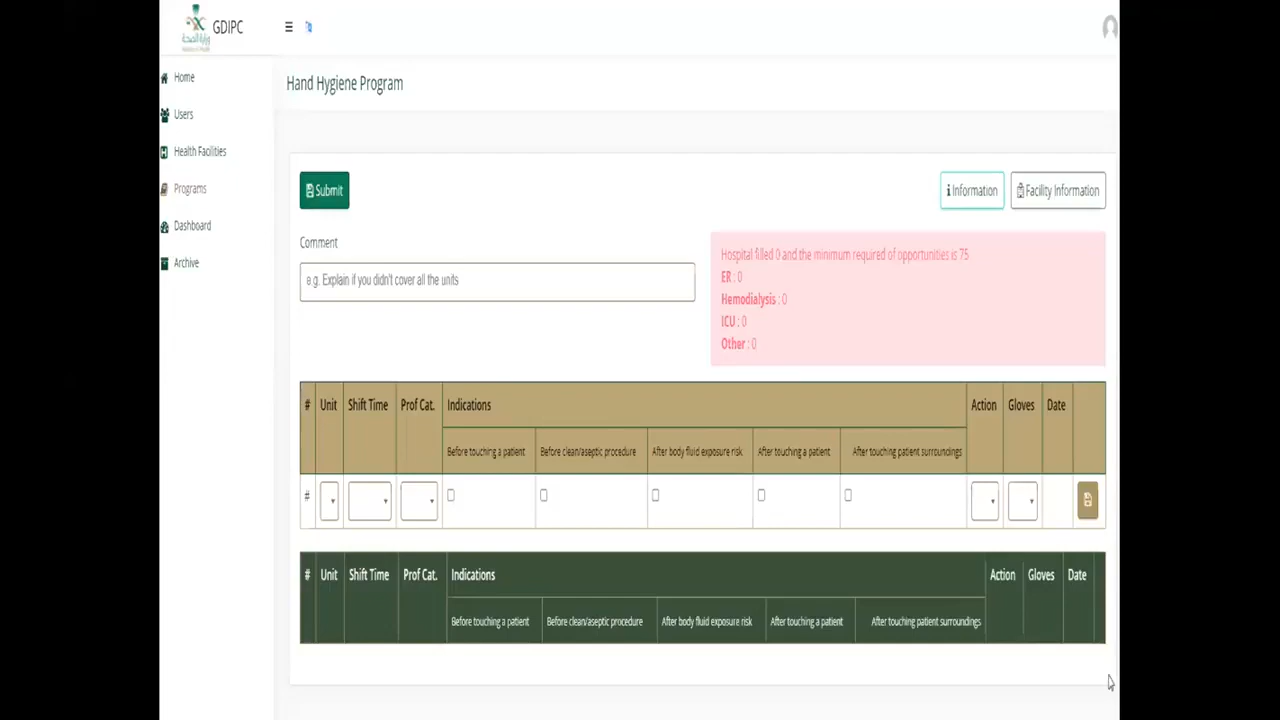 وزارة الصحة
Ministry of Health
GDIPC
Home
Users
Health Facilities
Programs
Dashboard
Archive
Hand Hygiene Program
Submit
Information
Facility Information
Comment
e.g. Explain if you didn't cover all the units
Hospital filled 0 and the minimum required of opportunities is 75
ER : 0
Hemodialysis : 0
ICU : 0
Other : 0
# Unit Shift Time Prof Cat. Indications Action Gloves Date
Before touching a patient Before clean/aseptic procedure After body fluid exposure risk After touching a patient After touching patient surroundings
#
# Unit Shift Time Prof Cat. Indications Action Gloves Date
Before touching a patient Before clean/aseptic procedure After body fluid exposure risk After touching a patient After touching patient surroundings